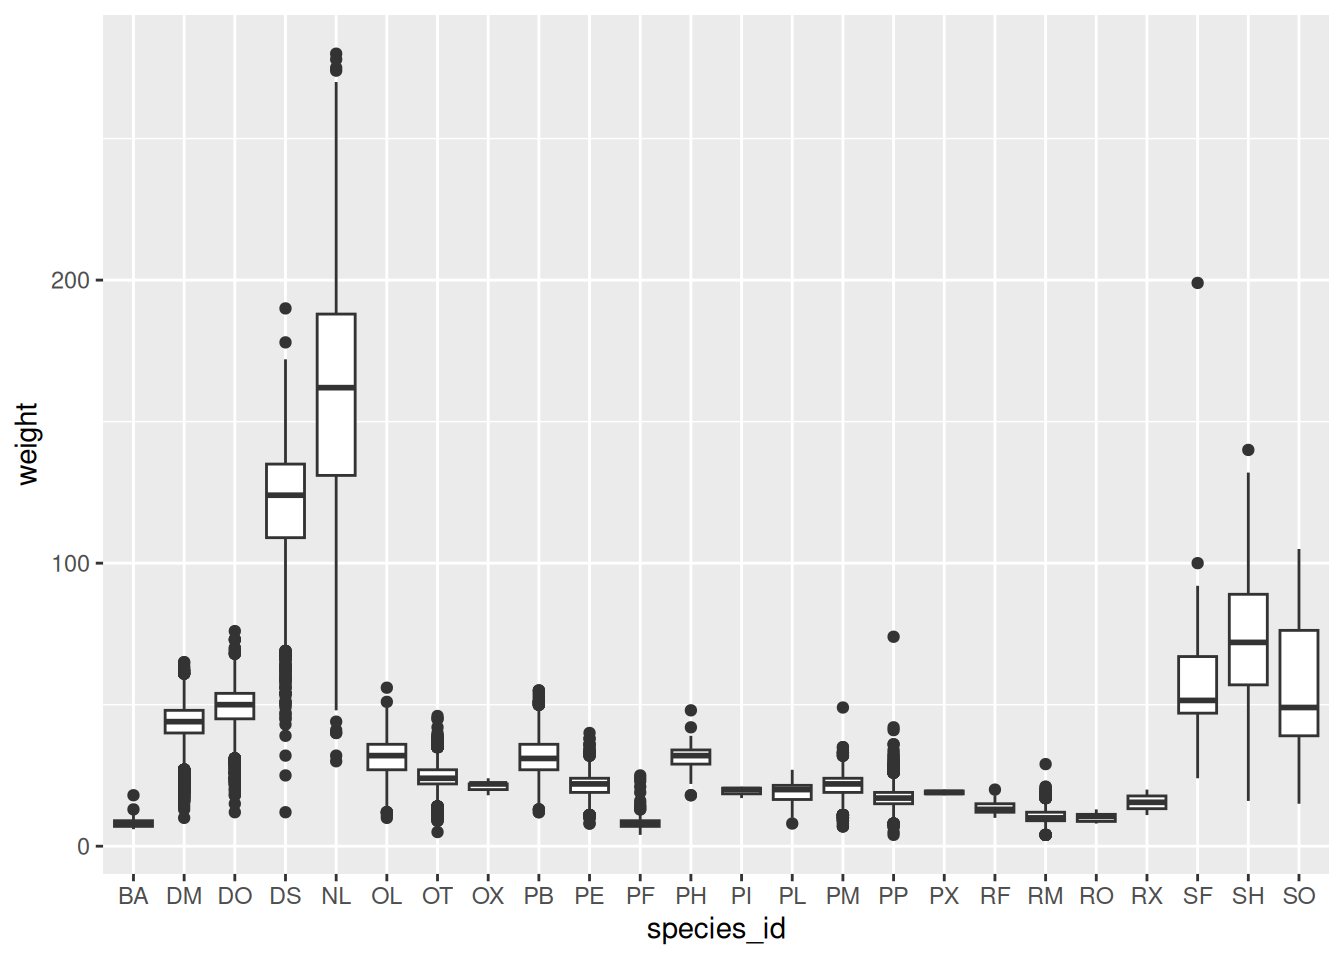 weight
200
100
0
BA DM DO DS NL OL OT OX PB PE PF PH PI PL PM PP PX RF RM RO RX SF SH SO
species_id